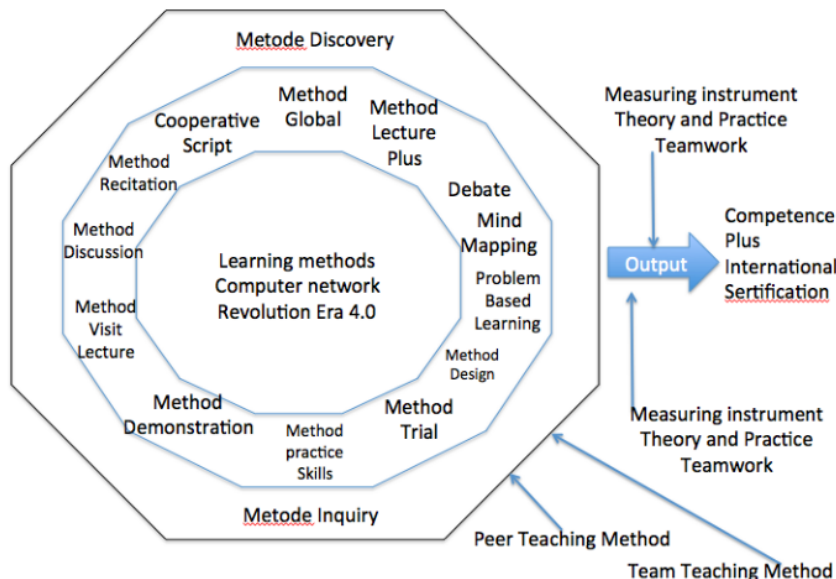 Metode Discovery
Method
Global
Method
Lecture
Plus
Cooperative
Script
Method
Recitation
Debate
Method
Discussion
Mind
Mapping
Learning methods
Computer network
Revolution Era 4.0
Problem
Based
Learning
Method
Visit
Lecture
Method
Design
Method
Demonstration
Method
practice
Skills
Method
Trial
Metode Inquiry
Measuring instrument
Theory and Practice
Teamwork
Output
Competence
Plus
International
Sertification
Measuring instrument
Theory and Practice
Teamwork
Peer Teaching Method
Team Teaching Method